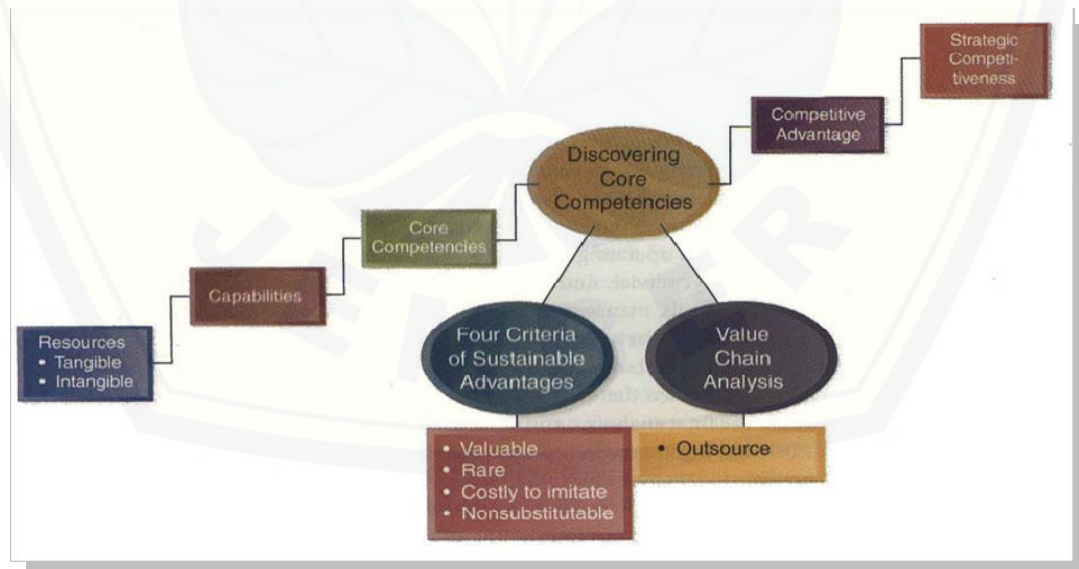 Strategic
Competi-
tiveness
Competitive
Advantage
Discovering
Core
Competencies
Core
Competencies
Capabilities
Resources
• Tangible
• Intangible
Four Criteria
of Sustainable
Advantages
Value
Chain
Analysis
• Valuable
• Rare
• Costly to imitate
• Nonsubstitutable
• Outsource
JEMBER